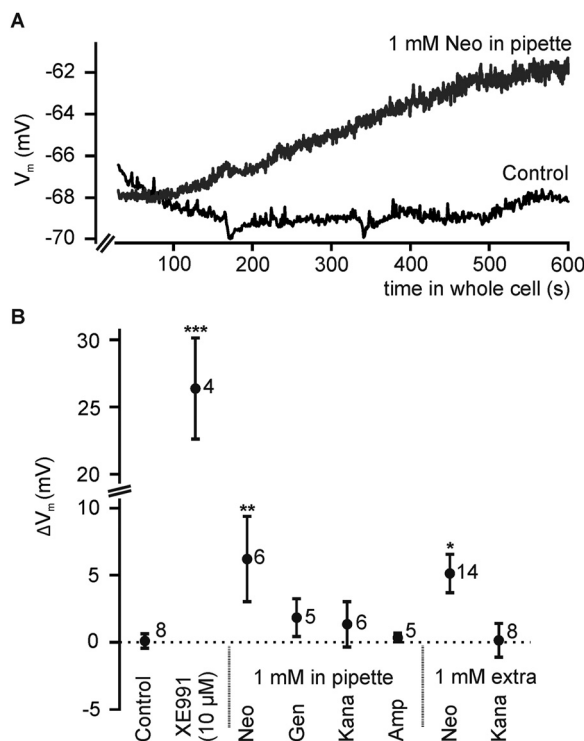 A
1 mM Neo in pipette
-62
-64
-66
-68
-70
Vm (mV)
Control
100 200 300 400 500 600
time in whole cell (s)
B
30
25
20
10
5
0
-5
ΔVm (mV)
***
4
**
6
5
6
5
*
14
8
8
1 mM in pipette
1 mM extra
Control
XE991
(10 µM)
Neo
Gen
Kana
Amp
Neo
Kana